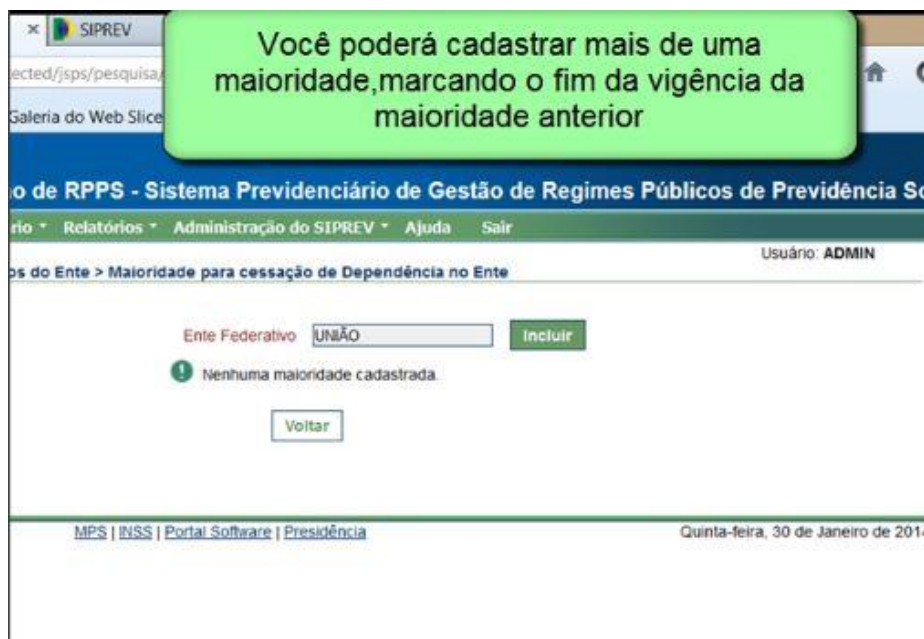 SIPREV
Você poderá cadastrar mais de uma
maioridade,marcando o fim da vigência da
maioridade anterior
ected/jsps/pesquisa/
Galeria do Web Slice
o de RPPS - Sistema Previdenciário de Gestão de Regimes Públicos de Previdência So
rio Relatórios Administração do SIPREV Ajuda Sair
Usuário: ADMIN
os do Ente > Maioridade para cessação de Dependência no Ente
Ente Federativo UNIÃO Incluir
Nenhuma maioridade cadastrada.
Voltar
MPS | INSS | Portal Software | Presidência Quinta-feira, 30 de Janeiro de 2014